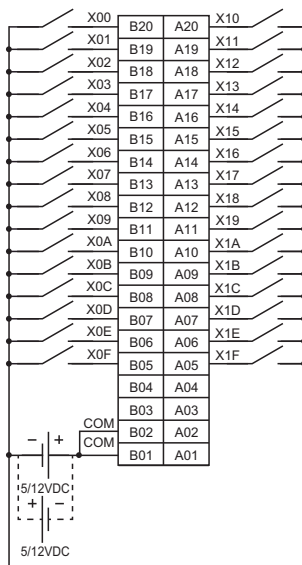 X00 B20 A20 X10
X01 B19 A19 X11
X02 B18 A18 X12
X03 B17 A17 X13
X04 B16 A16 X14
X05 B15 A15 X15
X06 B14 A14 X16
X07 B13 A13 X17
X08 B12 A12 X18
X09 B11 A11 X19
X0A B10 A10 X1A
X0B B09 A09 X1B
X0C B08 A08 X1C
X0D B07 A07 X1D
X0E B06 A06 X1E
X0F B05 A05 X1F
B04 A04
B03 A03
COM B02 A02
− + COM B01 A01
5/12VDC
+ −
5/12VDC